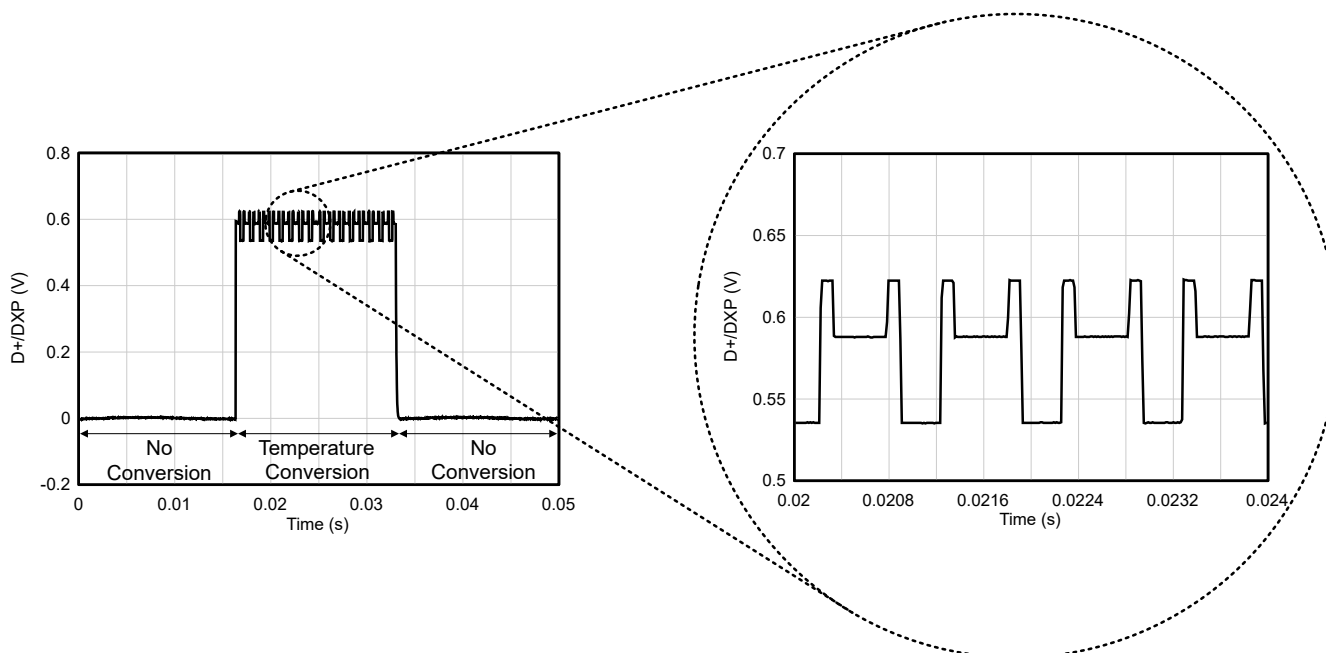 0.8
0.6
0.4
0.2
0
-0.2
D+/DXP (V)
No
Conversion
Temperature
Conversion
No
Conversion
0
0.01
0.02
0.03
0.04
0.05
Time (s)
0.7
0.65
0.6
0.55
0.5
D+/DXP (V)
0.02
0.0208
0.0216
0.0224
0.0232
0.024
Time (s)